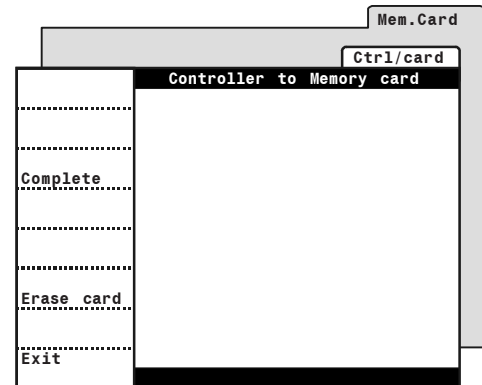 Mem.Card
Ctrl/card
Controller to Memory card
Complete
Erase card
Exit